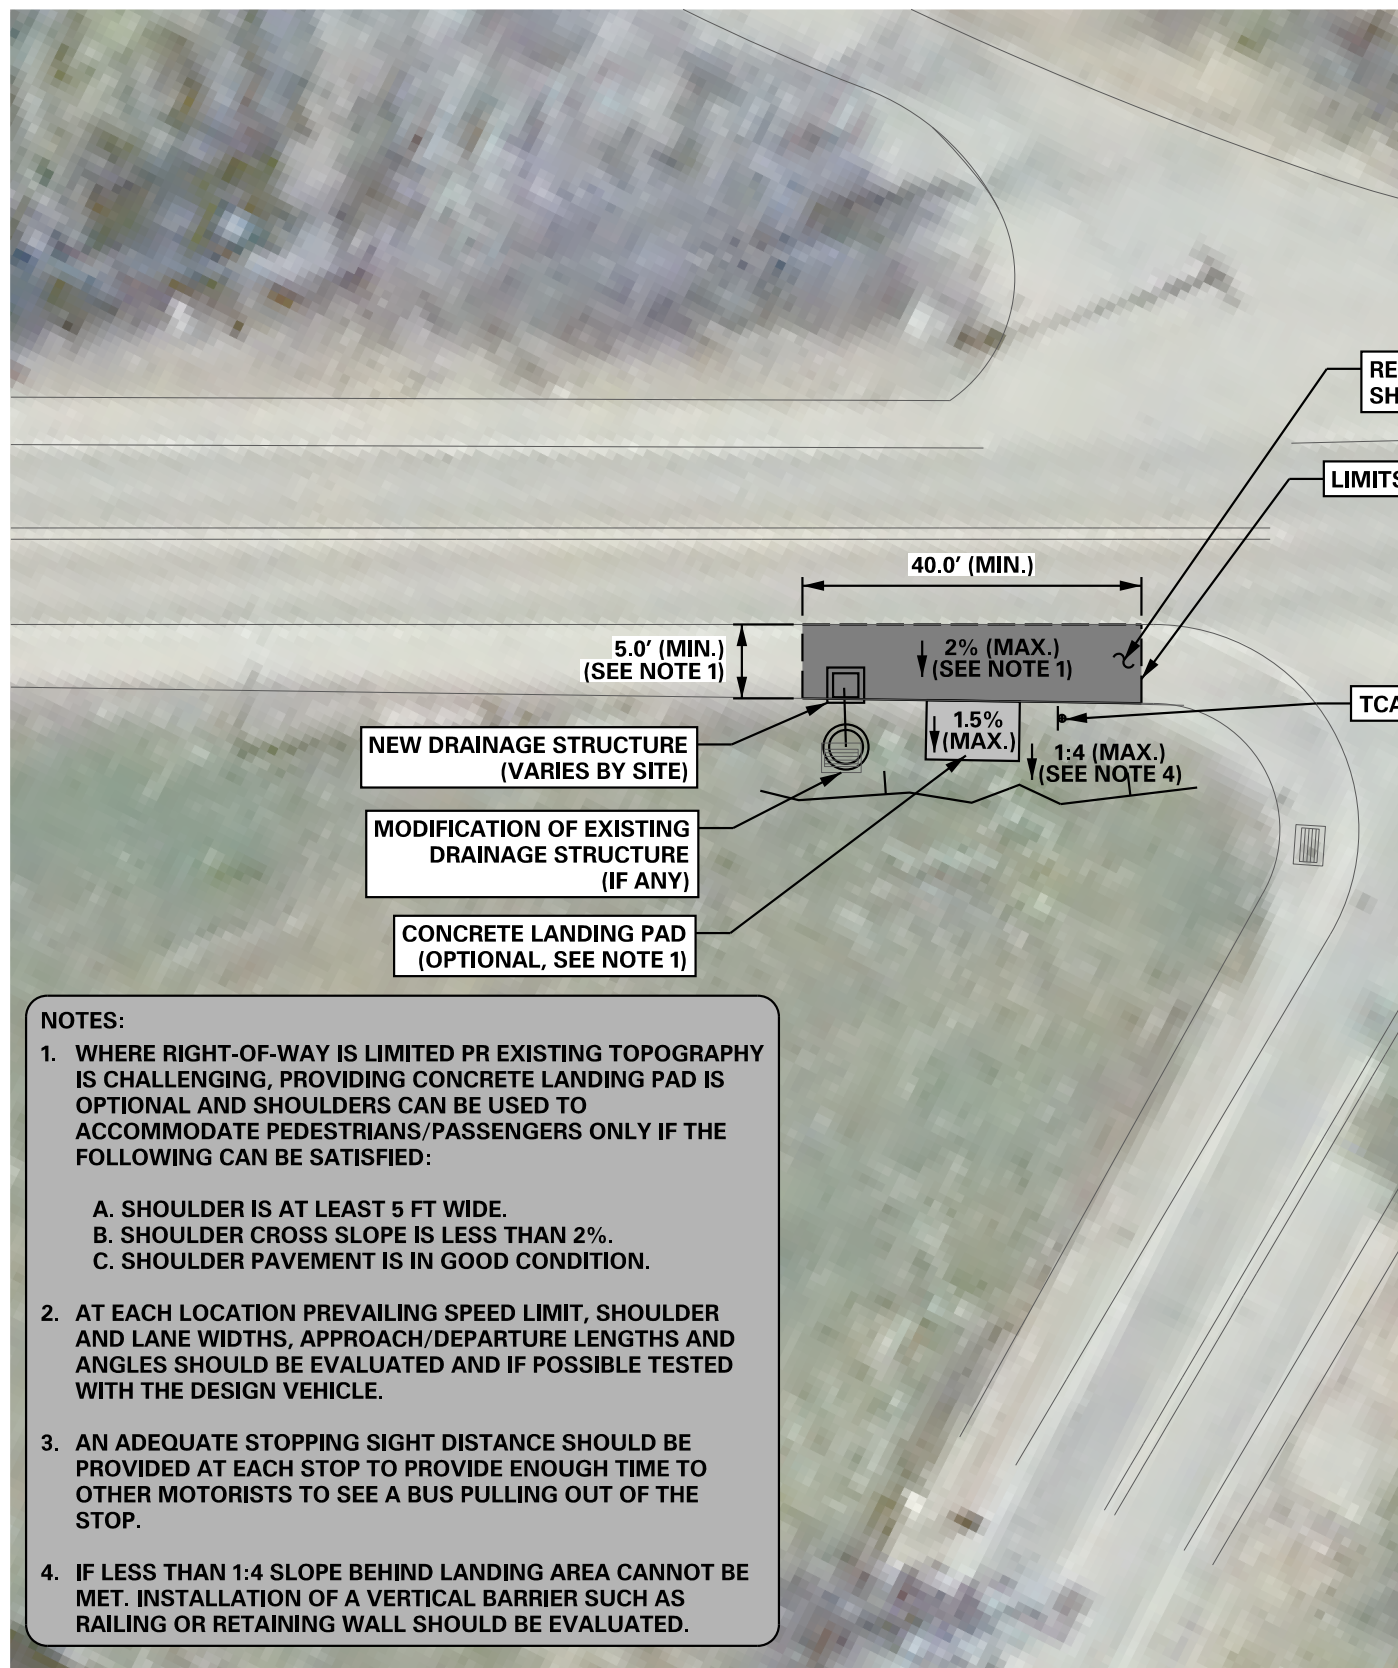 RE
SH
LIMITS
40.0' (MIN.)
5.0' (MIN.)
(SEE NOTE 1)
2% (MAX.)
(SEE NOTE 1)
TCA
1.5%
(MAX.)
NEW DRAINAGE STRUCTURE
(VARIES BY SITE)
1:4 (MAX.)
(SEE NOTE 4)
MODIFICATION OF EXISTING
DRAINAGE STRUCTURE
(IF ANY)
CONCRETE LANDING PAD
(OPTIONAL, SEE NOTE 1)
NOTES:
1. WHERE RIGHT-OF-WAY IS LIMITED PR EXISTING TOPOGRAPHY
IS CHALLENGING, PROVIDING CONCRETE LANDING PAD IS
OPTIONAL AND SHOULDERS CAN BE USED TO
ACCOMMODATE PEDESTRIANS/PASSENGERS ONLY IF THE
FOLLOWING CAN BE SATISFIED:
A. SHOULDER IS AT LEAST 5 FT WIDE.
B. SHOULDER CROSS SLOPE IS LESS THAN 2%.
C. SHOULDER PAVEMENT IS IN GOOD CONDITION.
2. AT EACH LOCATION PREVAILING SPEED LIMIT, SHOULDER
AND LANE WIDTHS, APPROACH/DEPARTURE LENGTHS AND
ANGLES SHOULD BE EVALUATED AND IF POSSIBLE TESTED
WITH THE DESIGN VEHICLE.
3. AN ADEQUATE STOPPING SIGHT DISTANCE SHOULD BE
PROVIDED AT EACH STOP TO PROVIDE ENOUGH TIME TO
OTHER MOTORISTS TO SEE A BUS PULLING OUT OF THE
STOP.
4. IF LESS THAN 1:4 SLOPE BEHIND LANDING AREA CANNOT BE
MET. INSTALLATION OF A VERTICAL BARRIER SUCH AS
RAILING OR RETAINING WALL SHOULD BE EVALUATED.